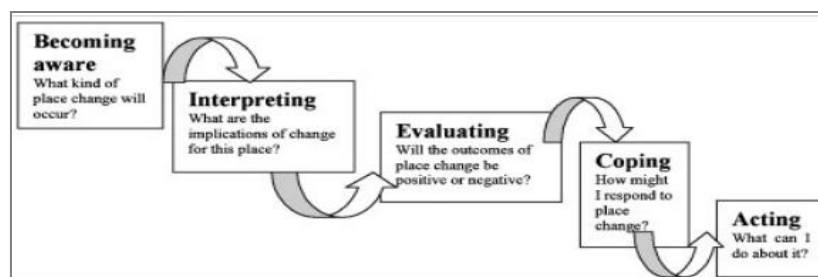 Becoming
aware
What kind of
place change will
occur?
Interpreting
What are the
implications of change
for this place?
Evaluating
Will the outcomes of
place change be
positive or negative?
Coping
How might
I respond to
place
change?
Acting
What can I
do about it?